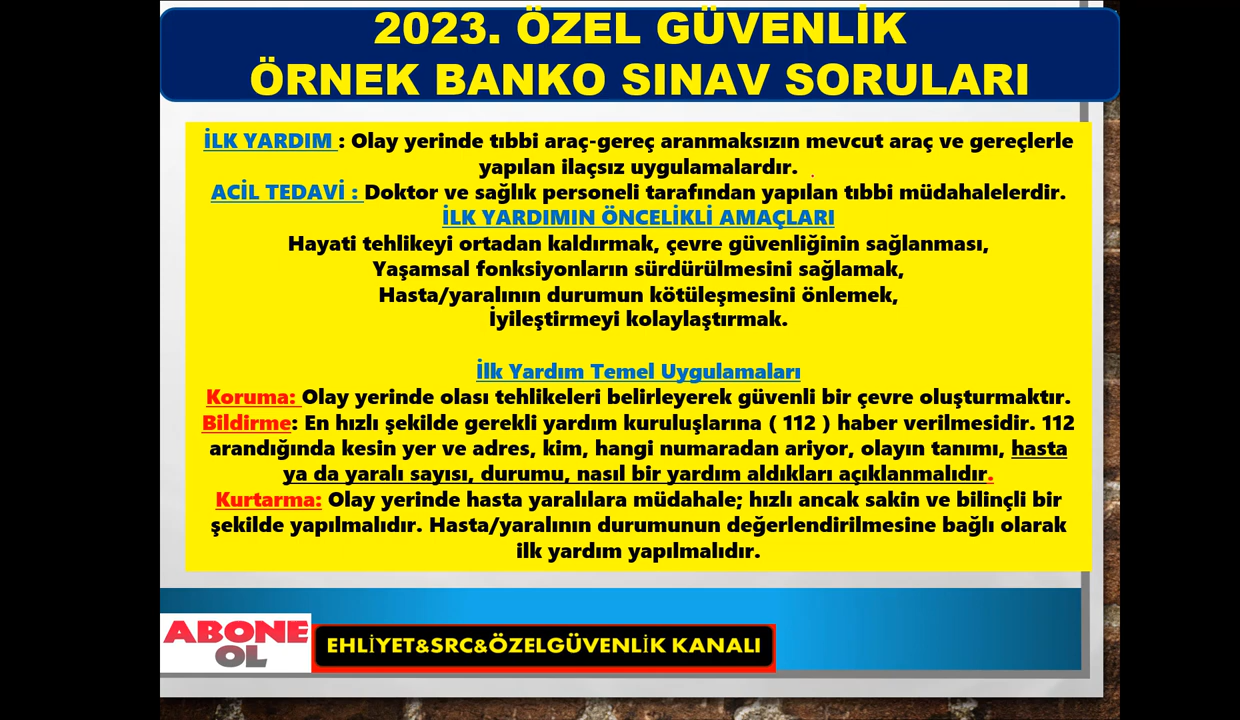 2023. ÖZEL GÜVENLİK
ÖRNEK BANKO SINAV SORULARI
İLK YARDIM : Olay yerinde tıbbi araç-gereç aranmaksızın mevcut araç ve gereçlerle
yapılan ilaçsız uygulamalardır.
ACİL TEDAVİ : Doktor ve sağlık personeli tarafından yapılan tıbbi müdahalelerdir.
İLK YARDIMIN ÖNCELİKLİ AMAÇLARI
Hayati tehlikeyi ortadan kaldırmak, çevre güvenliğinin sağlanması,
Yaşamsal fonksiyonların sürdürülmesini sağlamak,
Hasta/yaralının durumun kötüleşmesini önlemek,
İyileştirmeyi kolaylaştırmak.
İlk Yardım Temel Uygulamaları
Koruma: Olay yerinde olası tehlikeleri belirleyerek güvenli bir çevre oluşturmaktır.
Bildirme: En hızlı şekilde gerekli yardım kuruluşlarına ( 112 ) haber verilmesidir. 112
arandığında kesin yer ve adres, kim, hangi numaradan ariyor, olayın tanımı, hasta
ya da yaralı sayısı, durumu, nasıl bir yardım aldıkları açıklanmalıdır.
Kurtarma: Olay yerinde hasta yaralılara müdahale; hızlı ancak sakin ve bilinçli bir
şekilde yapılmalıdır. Hasta/yaralının durumunun değerlendirilmesine bağlı olarak
ilk yardım yapılmalıdır.
ABONE
OL
EHLİYET&SRC&ÖZELGÜVENLİK KANALI